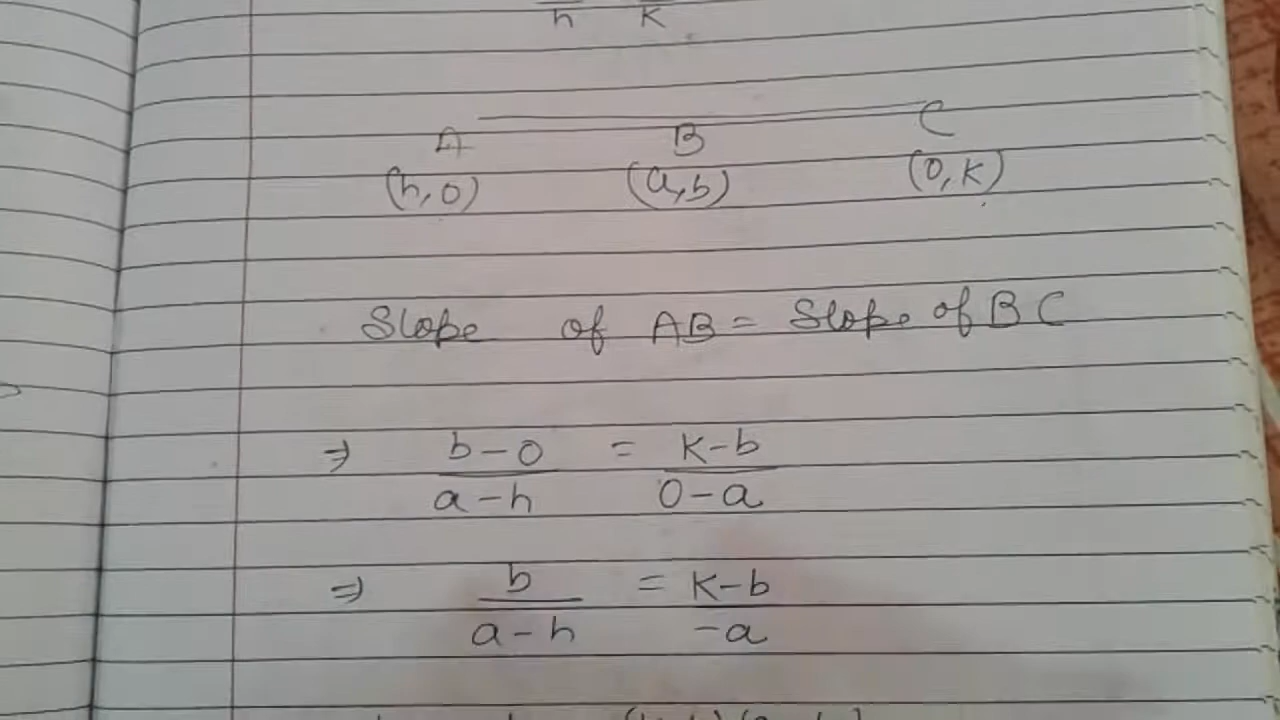 h k
A B C
(h,0) (a,b) (0,k)
Slope of AB = Slope of BC
⇒ b-0 = k-b
a-h 0-a
⇒ b = k-b
a-h -a